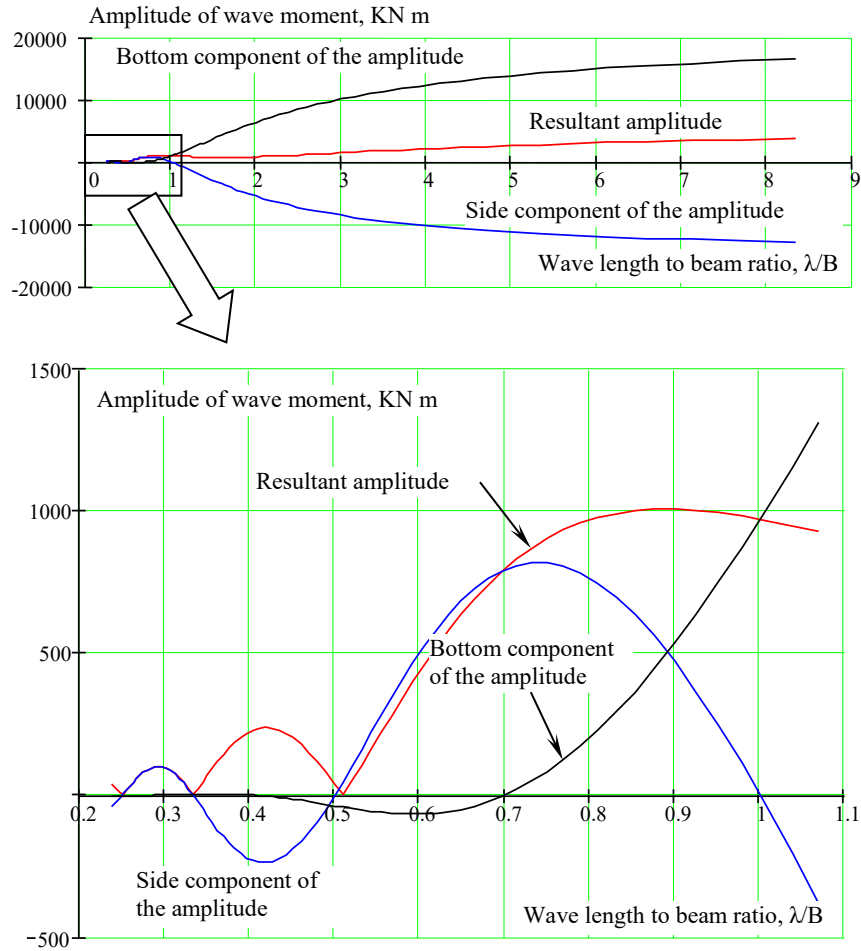 Amplitude of wave moment, KN m
20000
Bottom component of the amplitude
10000
Resultant amplitude
0
0 1 2 3 4 5 6 7 8 9
Side component of the amplitude
-10000
Wave length to beam ratio, λ/B
-20000
1500
Amplitude of wave moment, KN m
Resultant amplitude
1000
Bottom component
of the amplitude
500
0
0.2 0.3 0.4 0.5 0.6 0.7 0.8 0.9 1 1.1
Side component of
the amplitude
Wave length to beam ratio, λ/B
−500